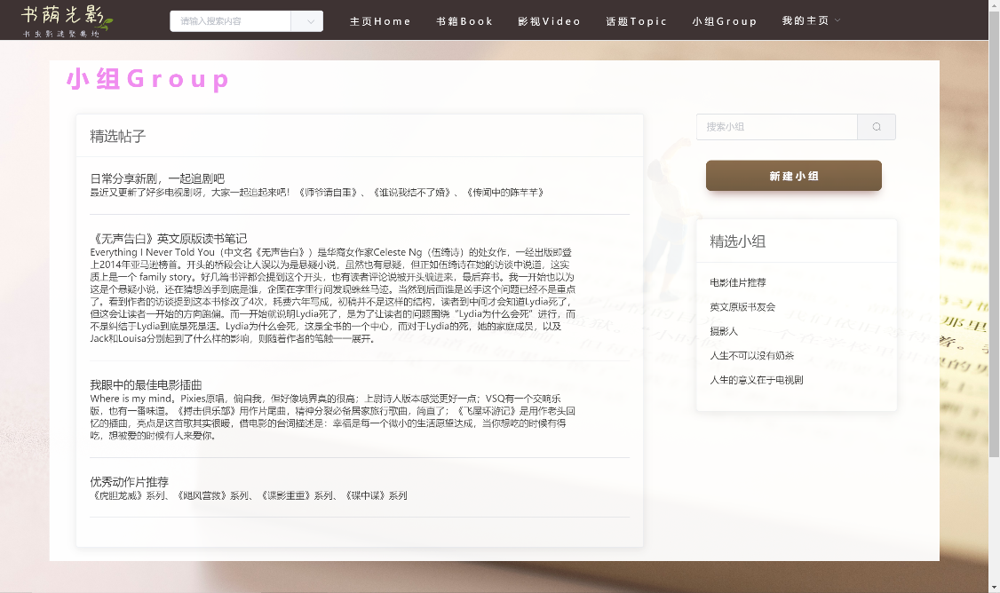 书荫光影
书虫影迷聚集地
请输入搜索内容
主页Home
书籍Book
影视Video
话题Topic
小组Group
我的主页
小组Group
精选帖子
日常分享新剧，一起追剧吧
最近又更新了好多电视剧呀，大家一起追起来吧！《师爷请自重》、《谁说我结不了婚》、《传闻中的陈芊芊》
《无声告白》英文原版读书笔记
Everything I Never Told You（中文名《无声告白》）是华裔女作家Celeste Ng（伍绮诗）的处女作，一经出版即登
上2014年亚马逊榜首。开头的桥段会让人误以为是悬疑小说，虽然也有悬疑，但正如伍绮诗在她的访谈中说道，这实
质上是一个 family story。好几篇书评都会提到这个开头，也有读者评论说被开头骗进来，最后弃书。我一开始也以为
这是个悬疑小说，还在猜想凶手到底是谁，企图在字里行间发现蛛丝马迹。当然到后面谁是凶手这个问题已经不是重点
了。看到作者的访谈提到这本书修改了4次，耗费六年写成，初稿并不是这样的结构，读者到中间才会知道Lydia死了，
但这会让读者一开始的方向跑偏。而一开始就说明Lydia死了，是为了让读者的问题围绕“Lydia为什么会死”进行，而
不是纠结于Lydia到底是死是活。Lydia为什么会死，这是全书的一个中心，而对于Lydia的死，她的家庭成员，以及
Jack和Louisa分别起到了什么样的影响，则随着作者的笔触一一展开。
我眼中的最佳电影插曲
Where is my mind。Pixies原唱，偏自我，但好像境界真的很高；上尉诗人版本感觉更好一点；VSQ有一个交响乐
版，也有一番味道。《搏击俱乐部》用作片尾曲，精神分裂必备居家旅行歌曲，简直了；《飞屋环游记》是用作老头回
忆的插曲，亮点是这首歌其实很暖，借电影的台词描述是：幸福是每一个微小的生活愿望达成，当你想吃的时候有得
吃，想被爱的时候有人来爱你。
优秀动作片推荐
《虎胆龙威》系列、《飓风营救》系列、《谍影重重》系列、《碟中谍》系列
搜索小组
新建小组
精选小组
电影佳片推荐
英文原版书友会
摄影人
人生不可以没有奶茶
人生的意义在于电视剧